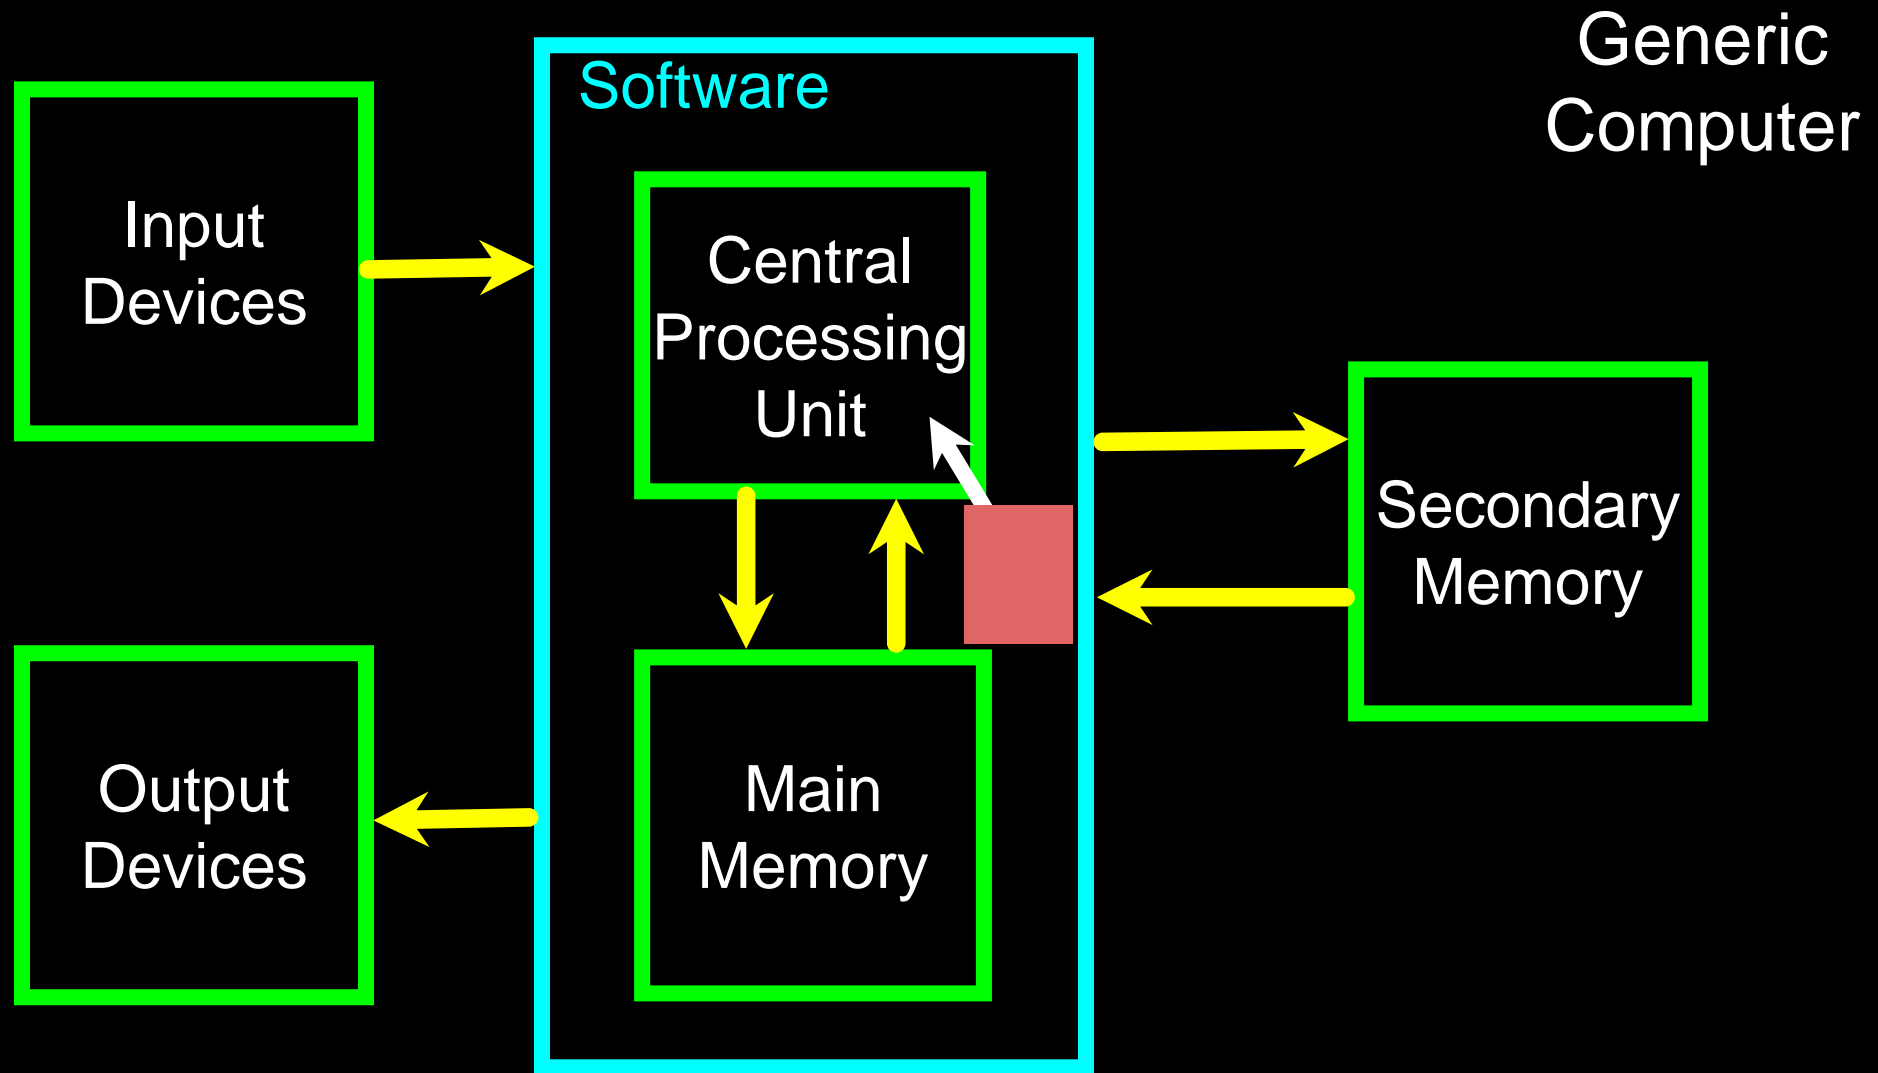 Generic
Computer
Software
Input
Devices
Central
Processing
Unit
Secondary
Memory
Output
Devices
Main
Memory